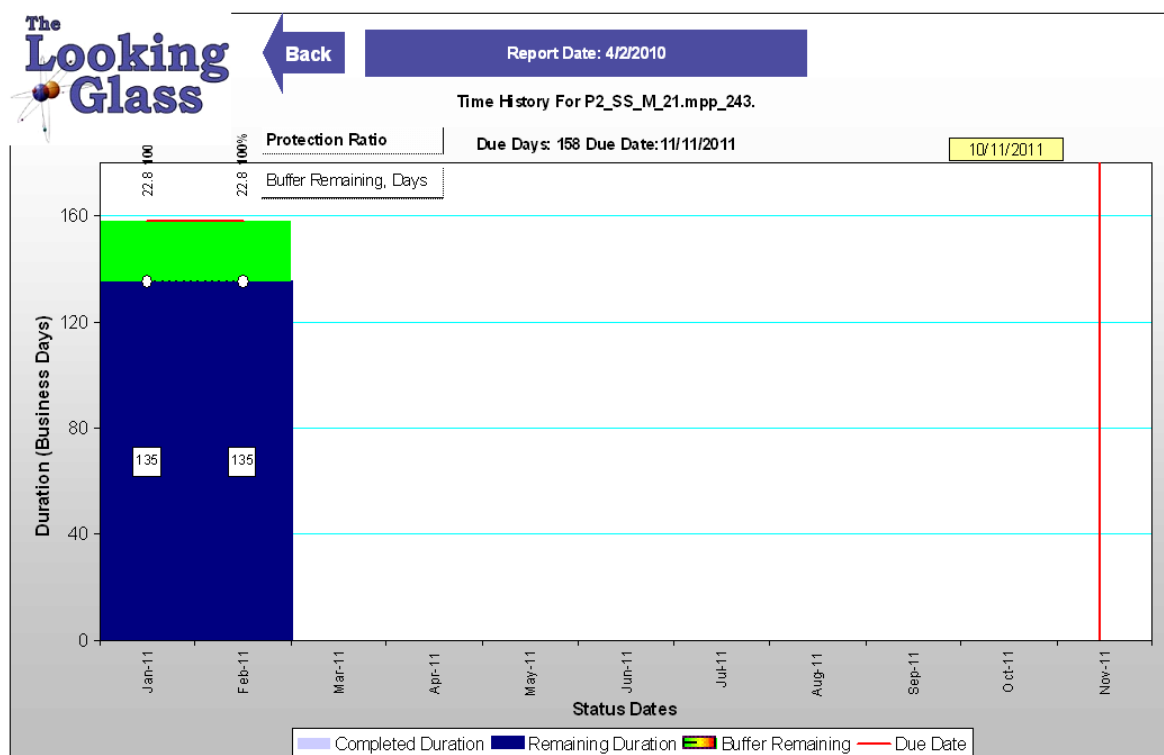 The
Looking
Glass
Back
Report Date: 4/2/2010
Time History For P2_SS_M_21.mpp_243.
Protection Ratio
Due Days: 158 Due Date:11/11/2011
10/11/2011
Buffer Remaining, Days
22.8 100
22.8 100%
160
120
80
40
0
135
135
Duration (Business Days)
Jan-11
Feb-11
Mar-11
Apr-11
May-11
Jun-11
Jul-11
Aug-11
Sep-11
Oct-11
Nov-11
Status Dates
Completed Duration
Remaining Duration
Buffer Remaining
Due Date